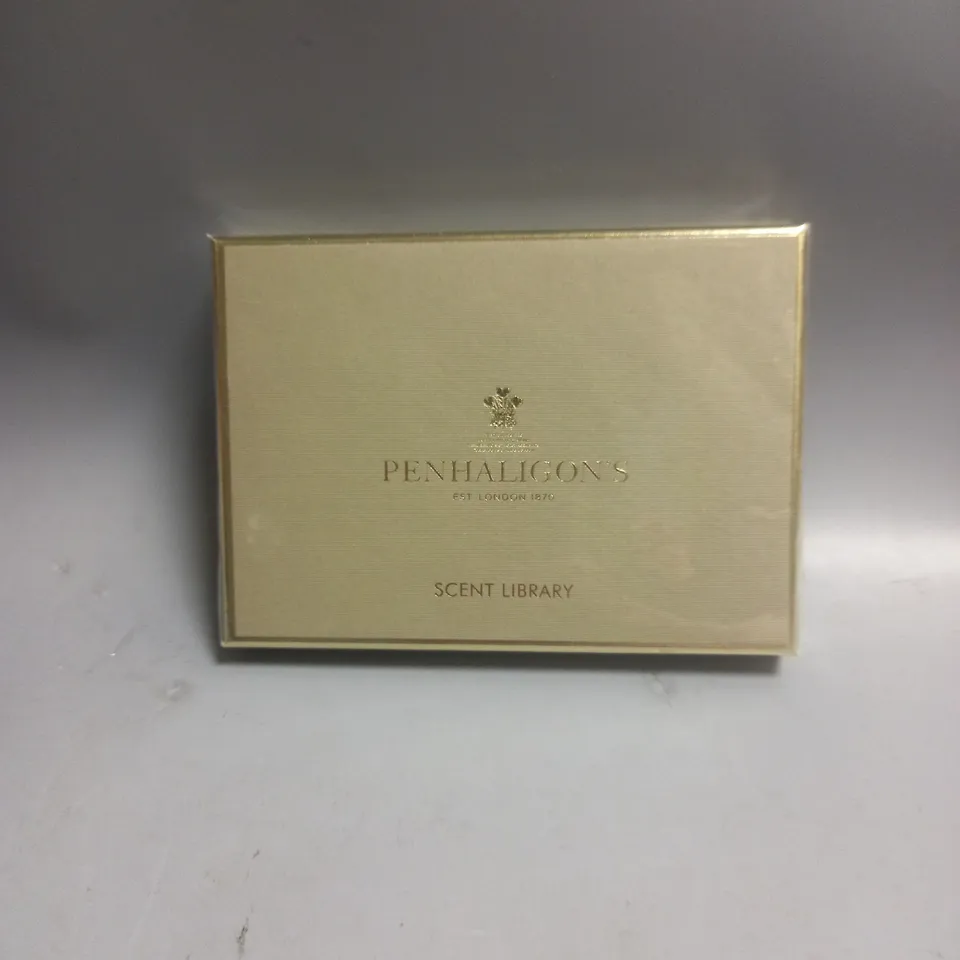 PENHALIGON'S
EST. LONDON 1870
SCENT LIBRARY